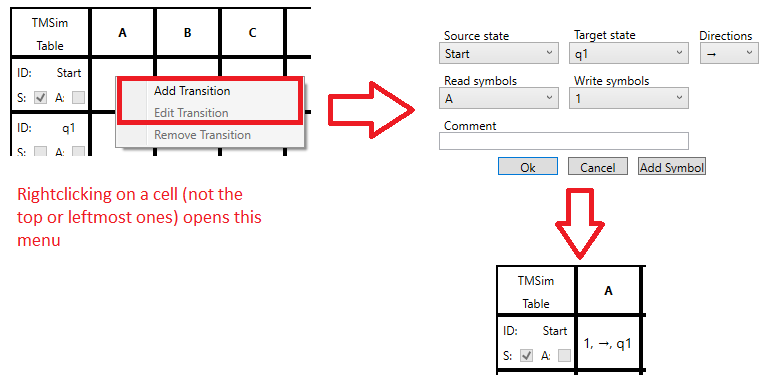 TMSim
Table
A
B
C
ID: Start
S: A:
ID: q1
S: A:
Add Transition
Edit Transition
Remove Transition
Rightclicking on a cell (not the
top or leftmost ones) opens this
menu
Source state
Target state
Directions
Start
q1
→
Read symbols
Write symbols
A
1
Comment
Ok
Cancel
Add Symbol
TMSim
Table
A
ID: Start
S: A:
1, →, q1